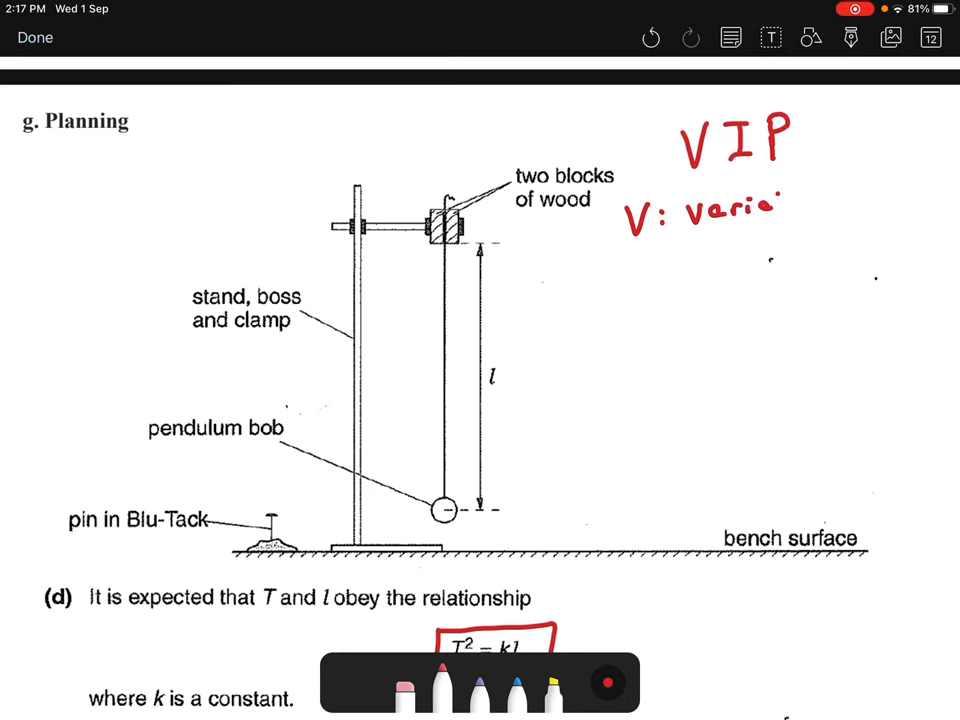 2:17 PM Wed 1 Sep
81%
Done
T
12
g. Planning
VIP
V: varia
two blocks
of wood
stand, boss
and clamp
l
pendulum bob
pin in Blu-Tack
bench surface
(d) It is expected that T and l obey the relationship
T² = kl
where k is a constant.